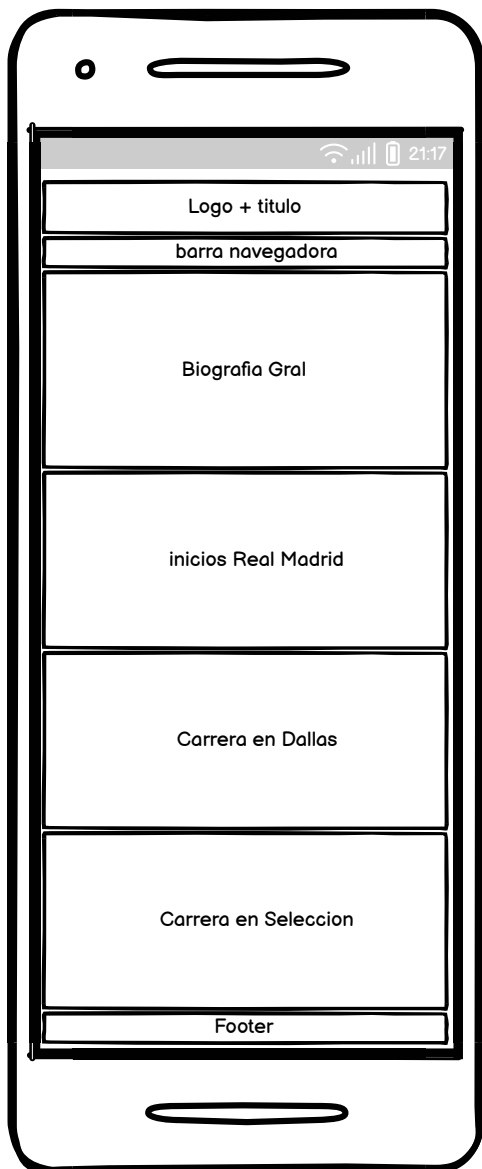 21:17
Logo + titulo
barra navegadora
Biografia Gral
inicios Real Madrid
Carrera en Dallas
Carrera en Seleccion
Footer